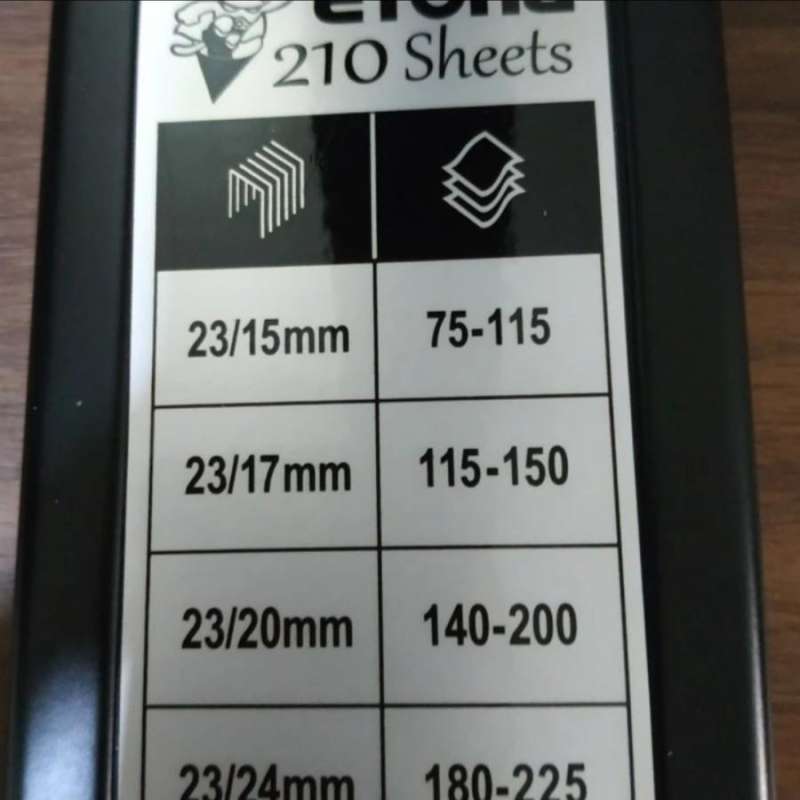 210 Sheets
23/15mm 75-115
23/17mm 115-150
23/20mm 140-200
23/24mm 180-225